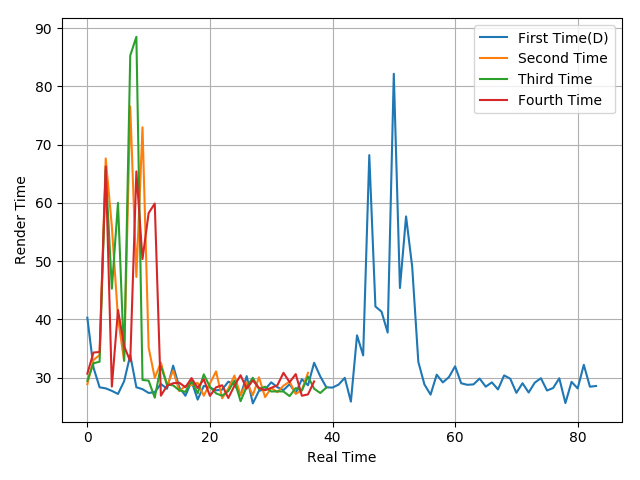 First Time(D)
Second Time
Third Time
Fourth Time
90
80
70
60
50
40
30
Render Time
0 20 40 60 80
Real Time